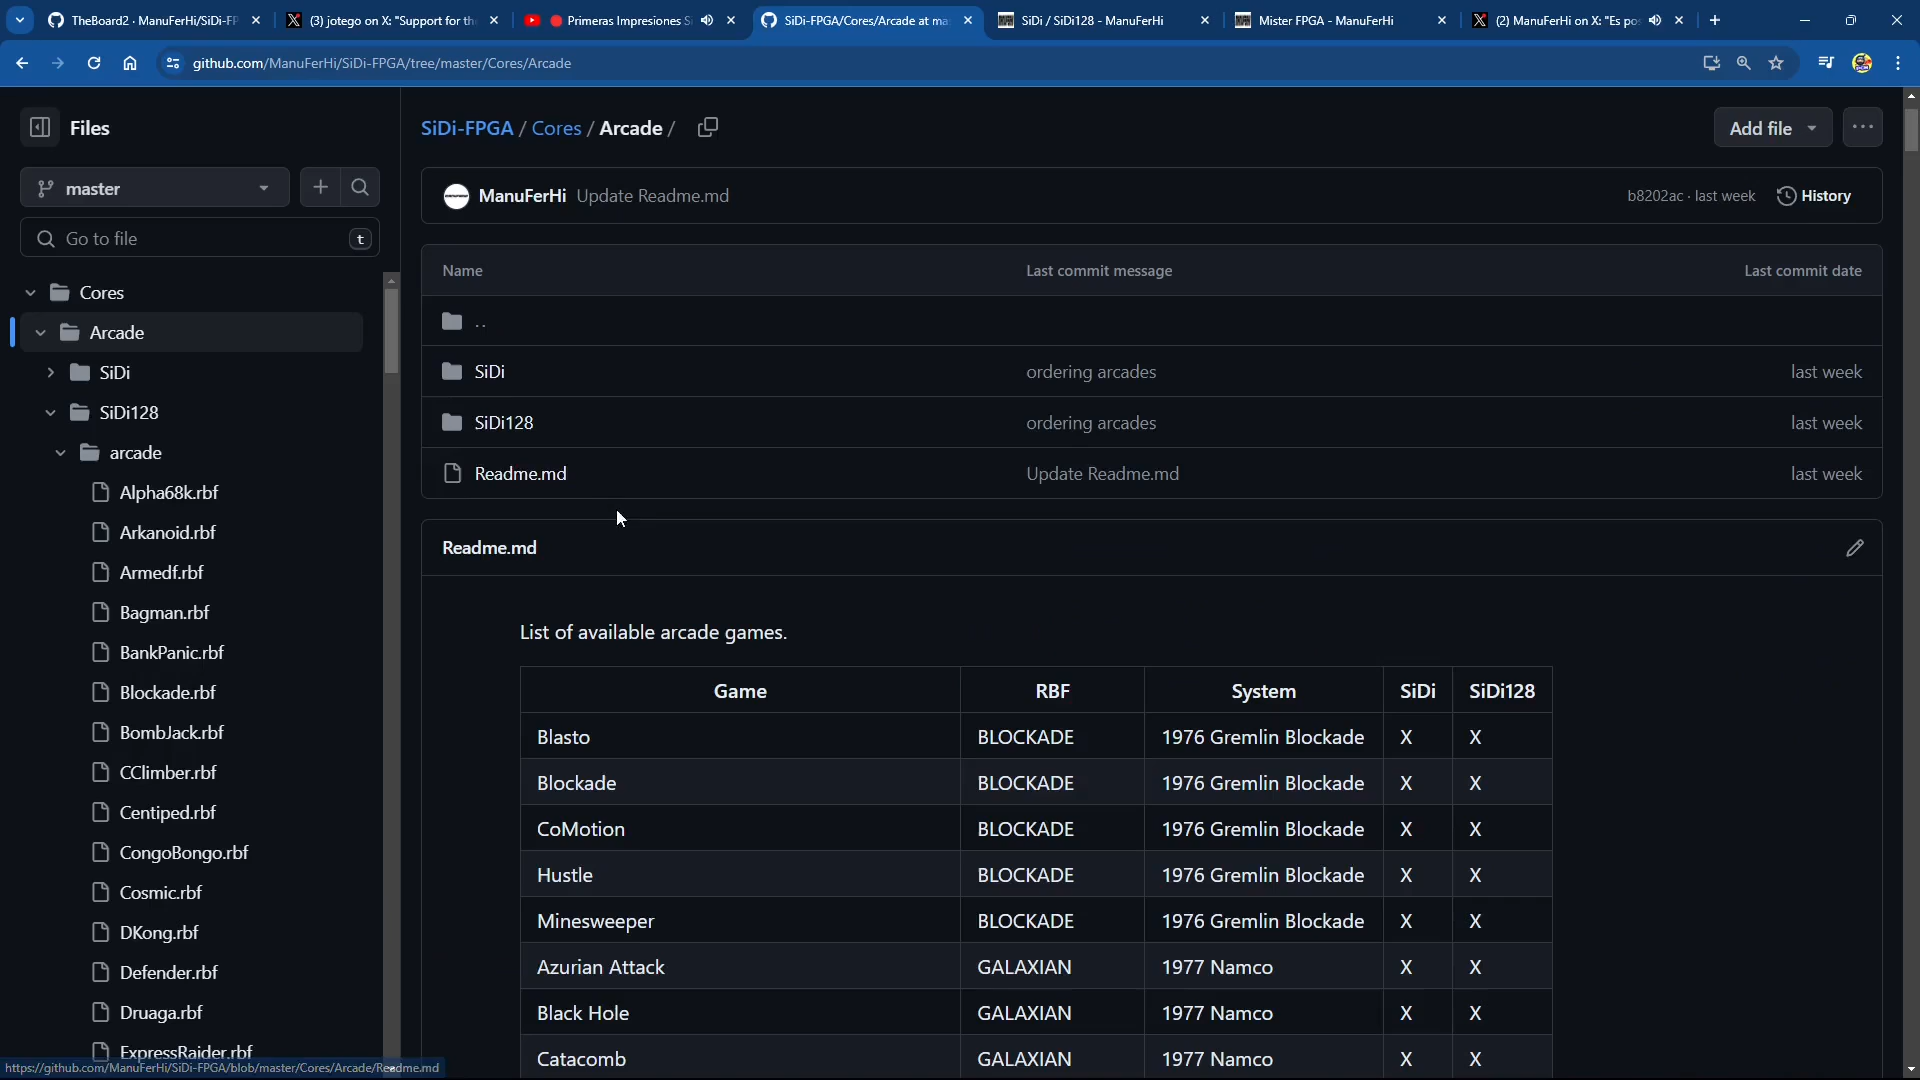 TheBoard2 · ManuFerHi/SiDi-FP
(3) jotego on X: "Support for the
Primeras Impresiones S
SiDi-FPGA/Cores/Arcade at ma
SiDi / SiDi128 - ManuFerHi
Mister FPGA - ManuFerHi
(2) ManuFerHi on X: "Es pos
github.com/ManuFerHi/SiDi-FPGA/tree/master/Cores/Arcade
Files
master
Go to file
t
Cores
Arcade
SiDi
SiDi128
arcade
Alpha68k.rbf
Arkanoid.rbf
Armedf.rbf
Bagman.rbf
BankPanic.rbf
Blockade.rbf
BombJack.rbf
CClimber.rbf
Centiped.rbf
CongoBongo.rbf
Cosmic.rbf
DKong.rbf
Defender.rbf
Druaga.rbf
ExpressRaider.rbf
SiDi-FPGA / Cores / Arcade /
Add file
ManuFerHi Update Readme.md
b8202ac · last week
History
Name Last commit message Last commit date
..
SiDi ordering arcades last week
SiDi128 ordering arcades last week
Readme.md Update Readme.md last week
Readme.md
List of available arcade games.
Game RBF System SiDi SiDi128
Blasto BLOCKADE 1976 Gremlin Blockade X X
Blockade BLOCKADE 1976 Gremlin Blockade X X
CoMotion BLOCKADE 1976 Gremlin Blockade X X
Hustle BLOCKADE 1976 Gremlin Blockade X X
Minesweeper BLOCKADE 1976 Gremlin Blockade X X
Azurian Attack GALAXIAN 1977 Namco X X
Black Hole GALAXIAN 1977 Namco X X
Catacomb GALAXIAN 1977 Namco X X
https://github.com/ManuFerHi/SiDi-FPGA/blob/master/Cores/Arcade/Readme.md